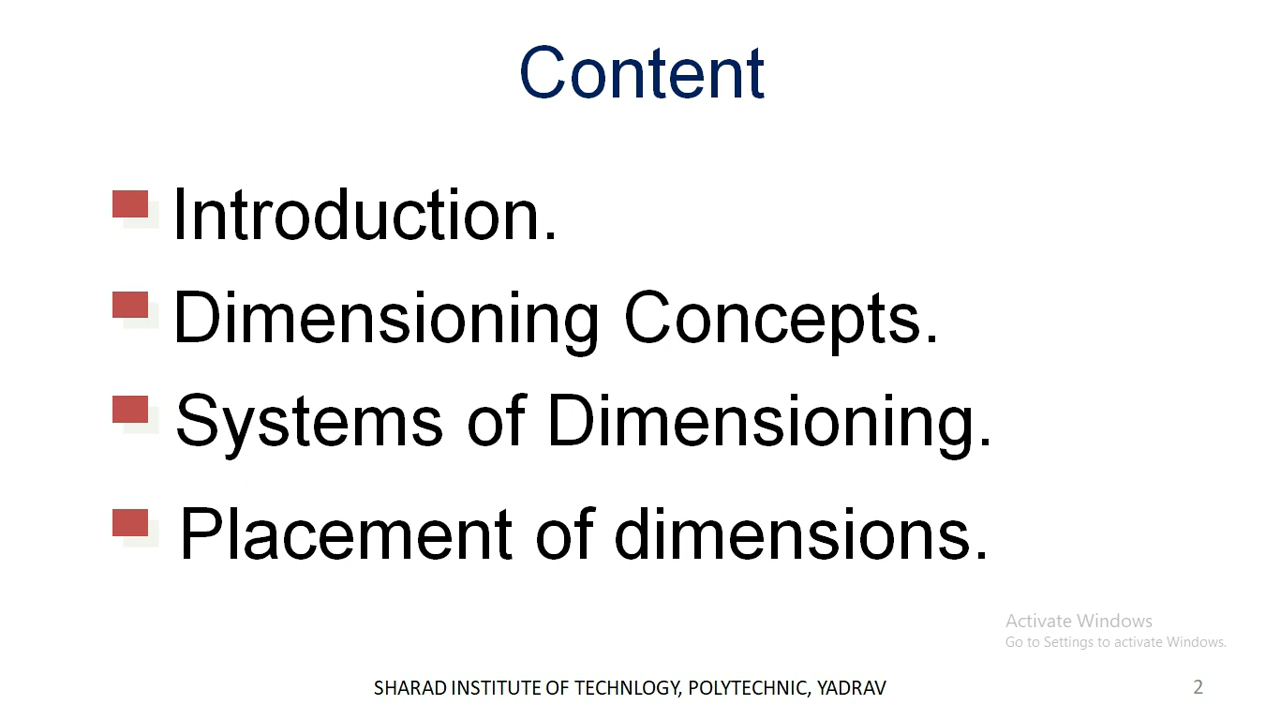 Content
Introduction.
Dimensioning Concepts.
Systems of Dimensioning.
Placement of dimensions.
Activate Windows
Go to Settings to activate Windows.
SHARAD INSTITUTE OF TECHNLOGY, POLYTECHNIC, YADRAV
2